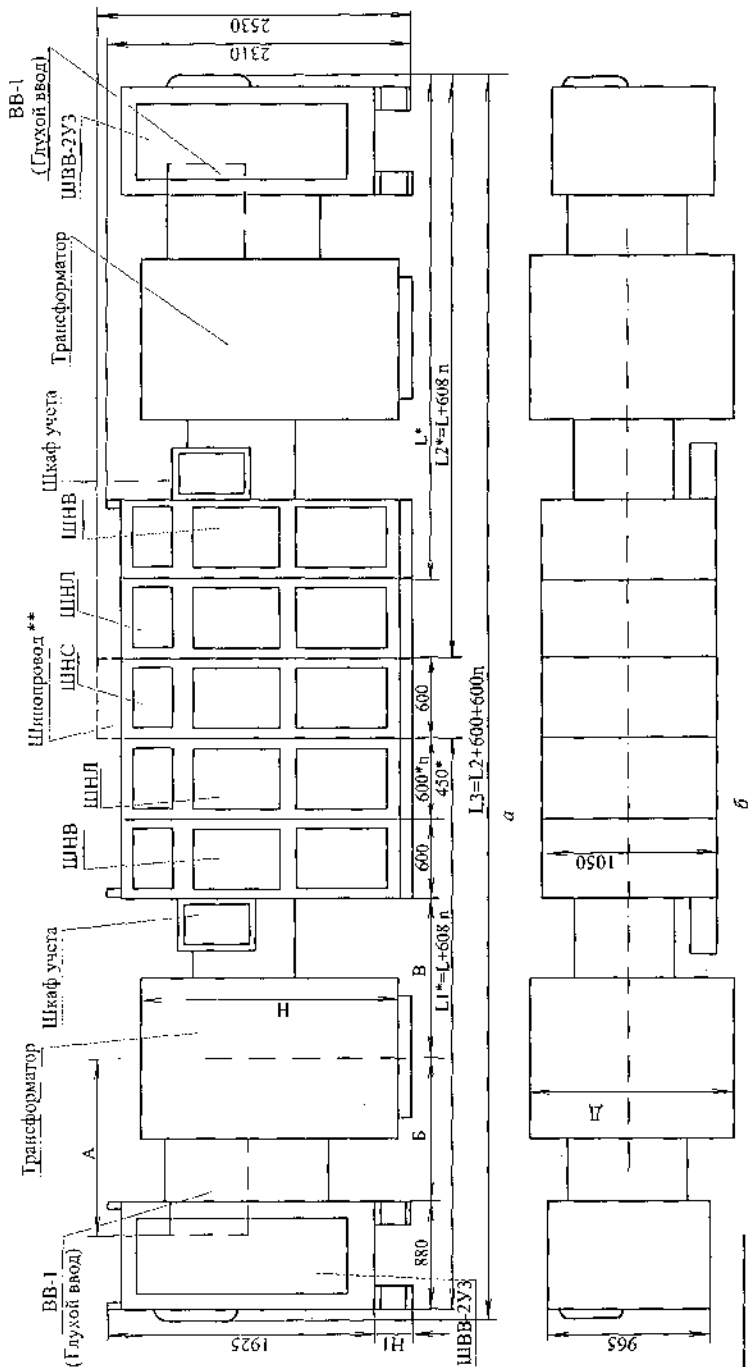 ВВ-1
(Глухой ввод)
Трансформатор
Шкаф учета
ШНВ
ШНЛ
Шинопровод**
ШНС
ШНЛ
ШНВ
Шкаф учета
Трансформатор
ШВВ-2У3
ВВ-1
(Глухой ввод)
А
Н
1925
Н1
2310
2530
880
Б
В
600
600*n
450*
600
L*
L1*=L+608 n
L2*=L+608 n
L3=L2+600+600n
ШВВ-2У3
а
965
Д
1050
б